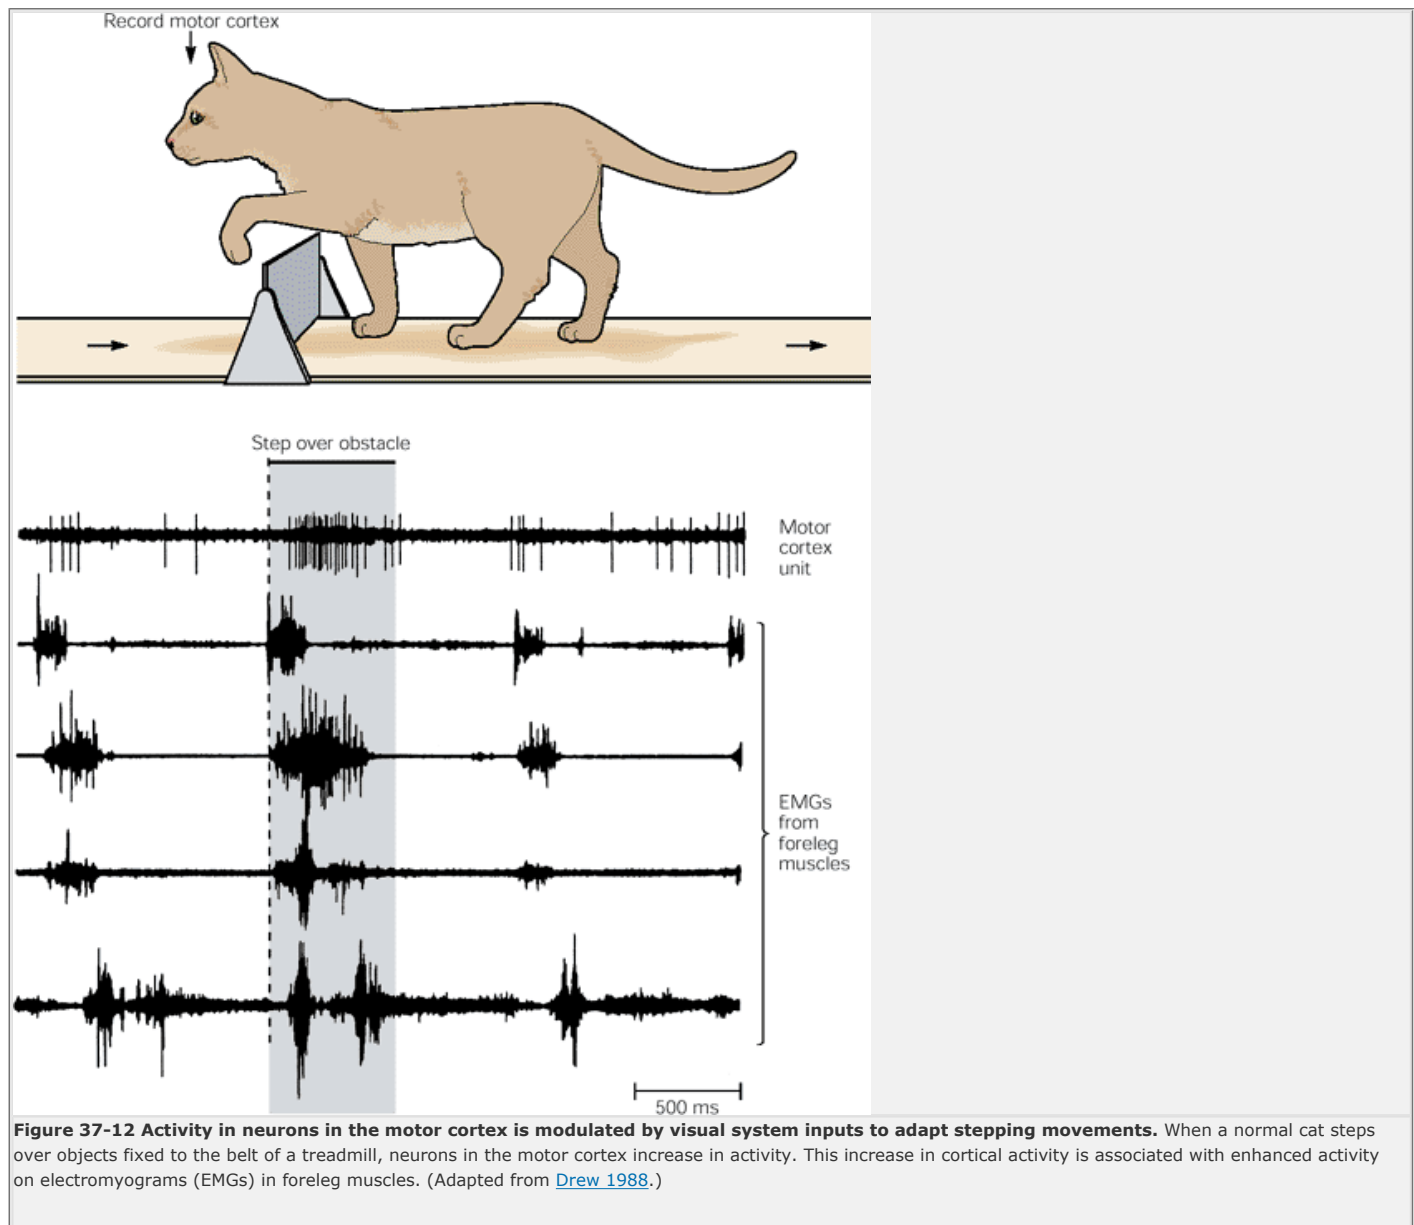 Record motor cortex
Step over obstacle
Motor
cortex
unit
EMGs
from
foreleg
muscles
500 ms
Figure 37-12 Activity in neurons in the motor cortex is modulated by visual system inputs to adapt stepping movements. When a normal cat steps
over objects fixed to the belt of a treadmill, neurons in the motor cortex increase in activity. This increase in cortical activity is associated with enhanced activity
on electromyograms (EMGs) in foreleg muscles. (Adapted from Drew 1988.)